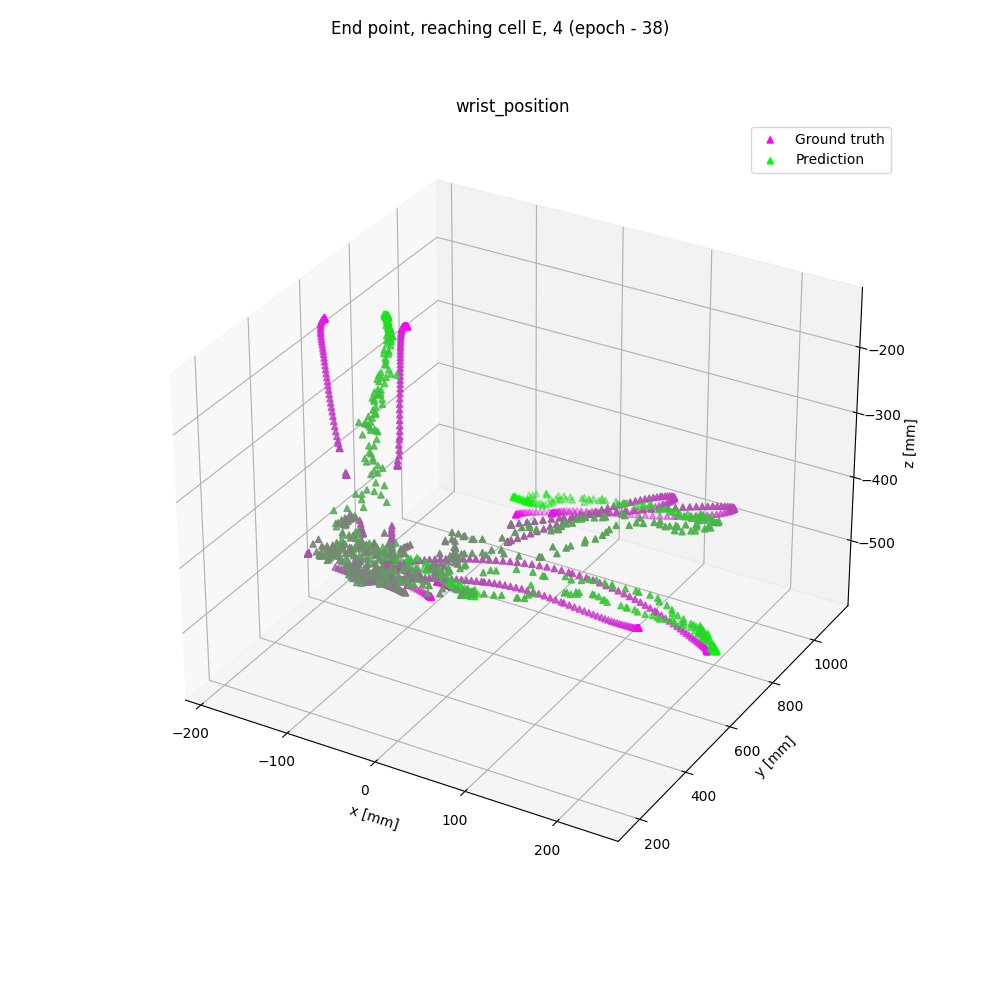 End point, reaching cell E, 4 (epoch - 38)
wrist_position
Ground truth
Prediction
−200
−300
−400
−500
z [mm]
1000
800
600
400
200
y [mm]
−200
−100
0
100
200
x [mm]